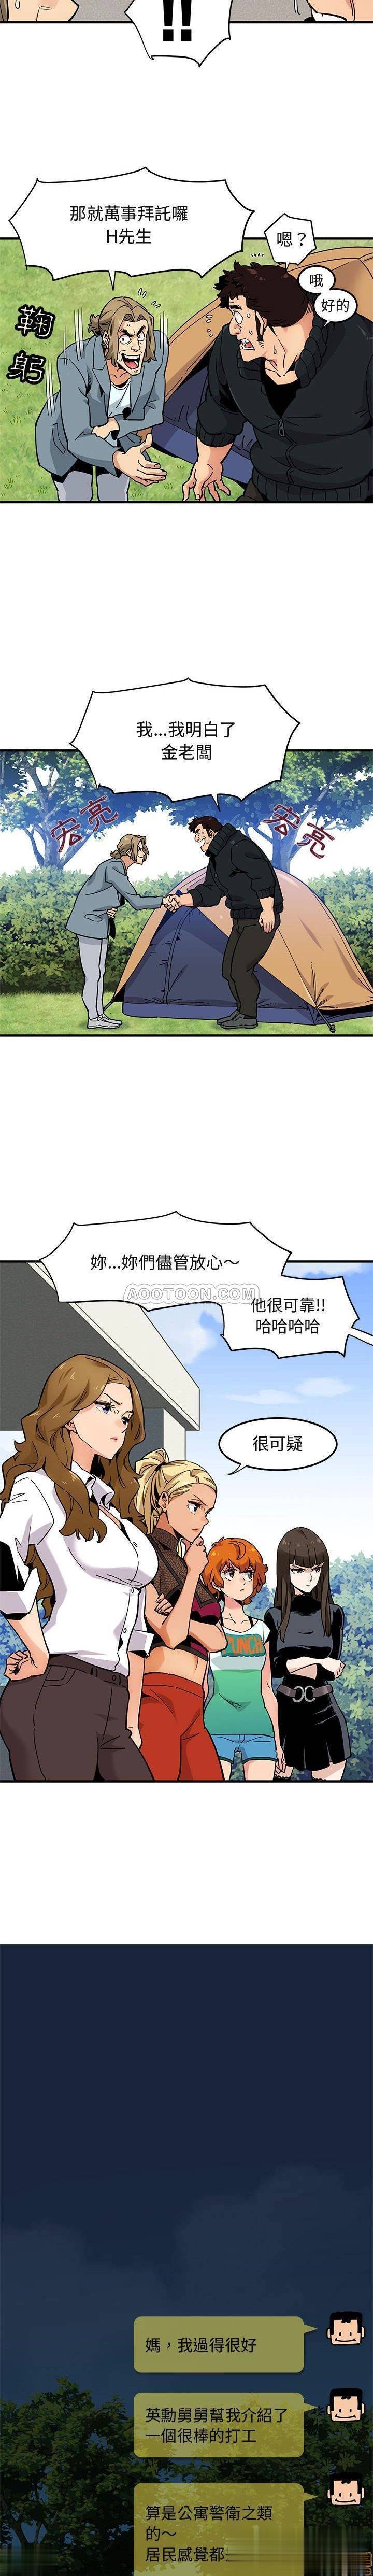 !!
那就萬事拜託囉
H先生
嗯？
哦
好的
鞠
躬
我...我明白了
金老闆
宏亮
宏亮
妳...妳們儘管放心～
AOOTOON.COM
他很可靠!!
哈哈哈哈
很可疑
PUNCH
媽，我過得很好
英勳舅舅幫我介紹了
一個很棒的打工
算是公寓警衛之類
的～
居民感覺都